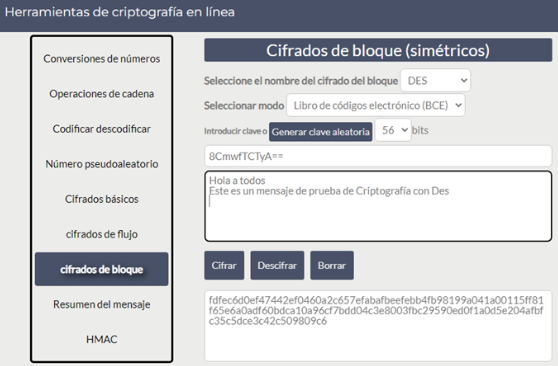 Herramientas de criptografía en línea
Conversiones de números
Operaciones de cadena
Codificar descodificar
Número pseudoaleatorio
Cifrados básicos
cifrados de flujo
cifrados de bloque
Resumen del mensaje
HMAC
Cifrados de bloque (simétricos)
Seleccione el nombre del cifrado del bloque DES
Seleccionar modo Libro de códigos electrónico (BCE)
Introducir clave o Generar clave aleatoria 56 bits
8CmwfTCTyA==
Hola a todos
Este es un mensaje de prueba de Criptografía con Des
Cifrar Descifrar Borrar
fdfec6d0ef47442ef0460a2c657efabafbeefebb4fb98199a041a00115ff81
f65e6a0adf60bdca10a96cf7bdd04c3e8003fbc29590ed0f1a0d5e204afbf
c35c5dce3c42c509809c6